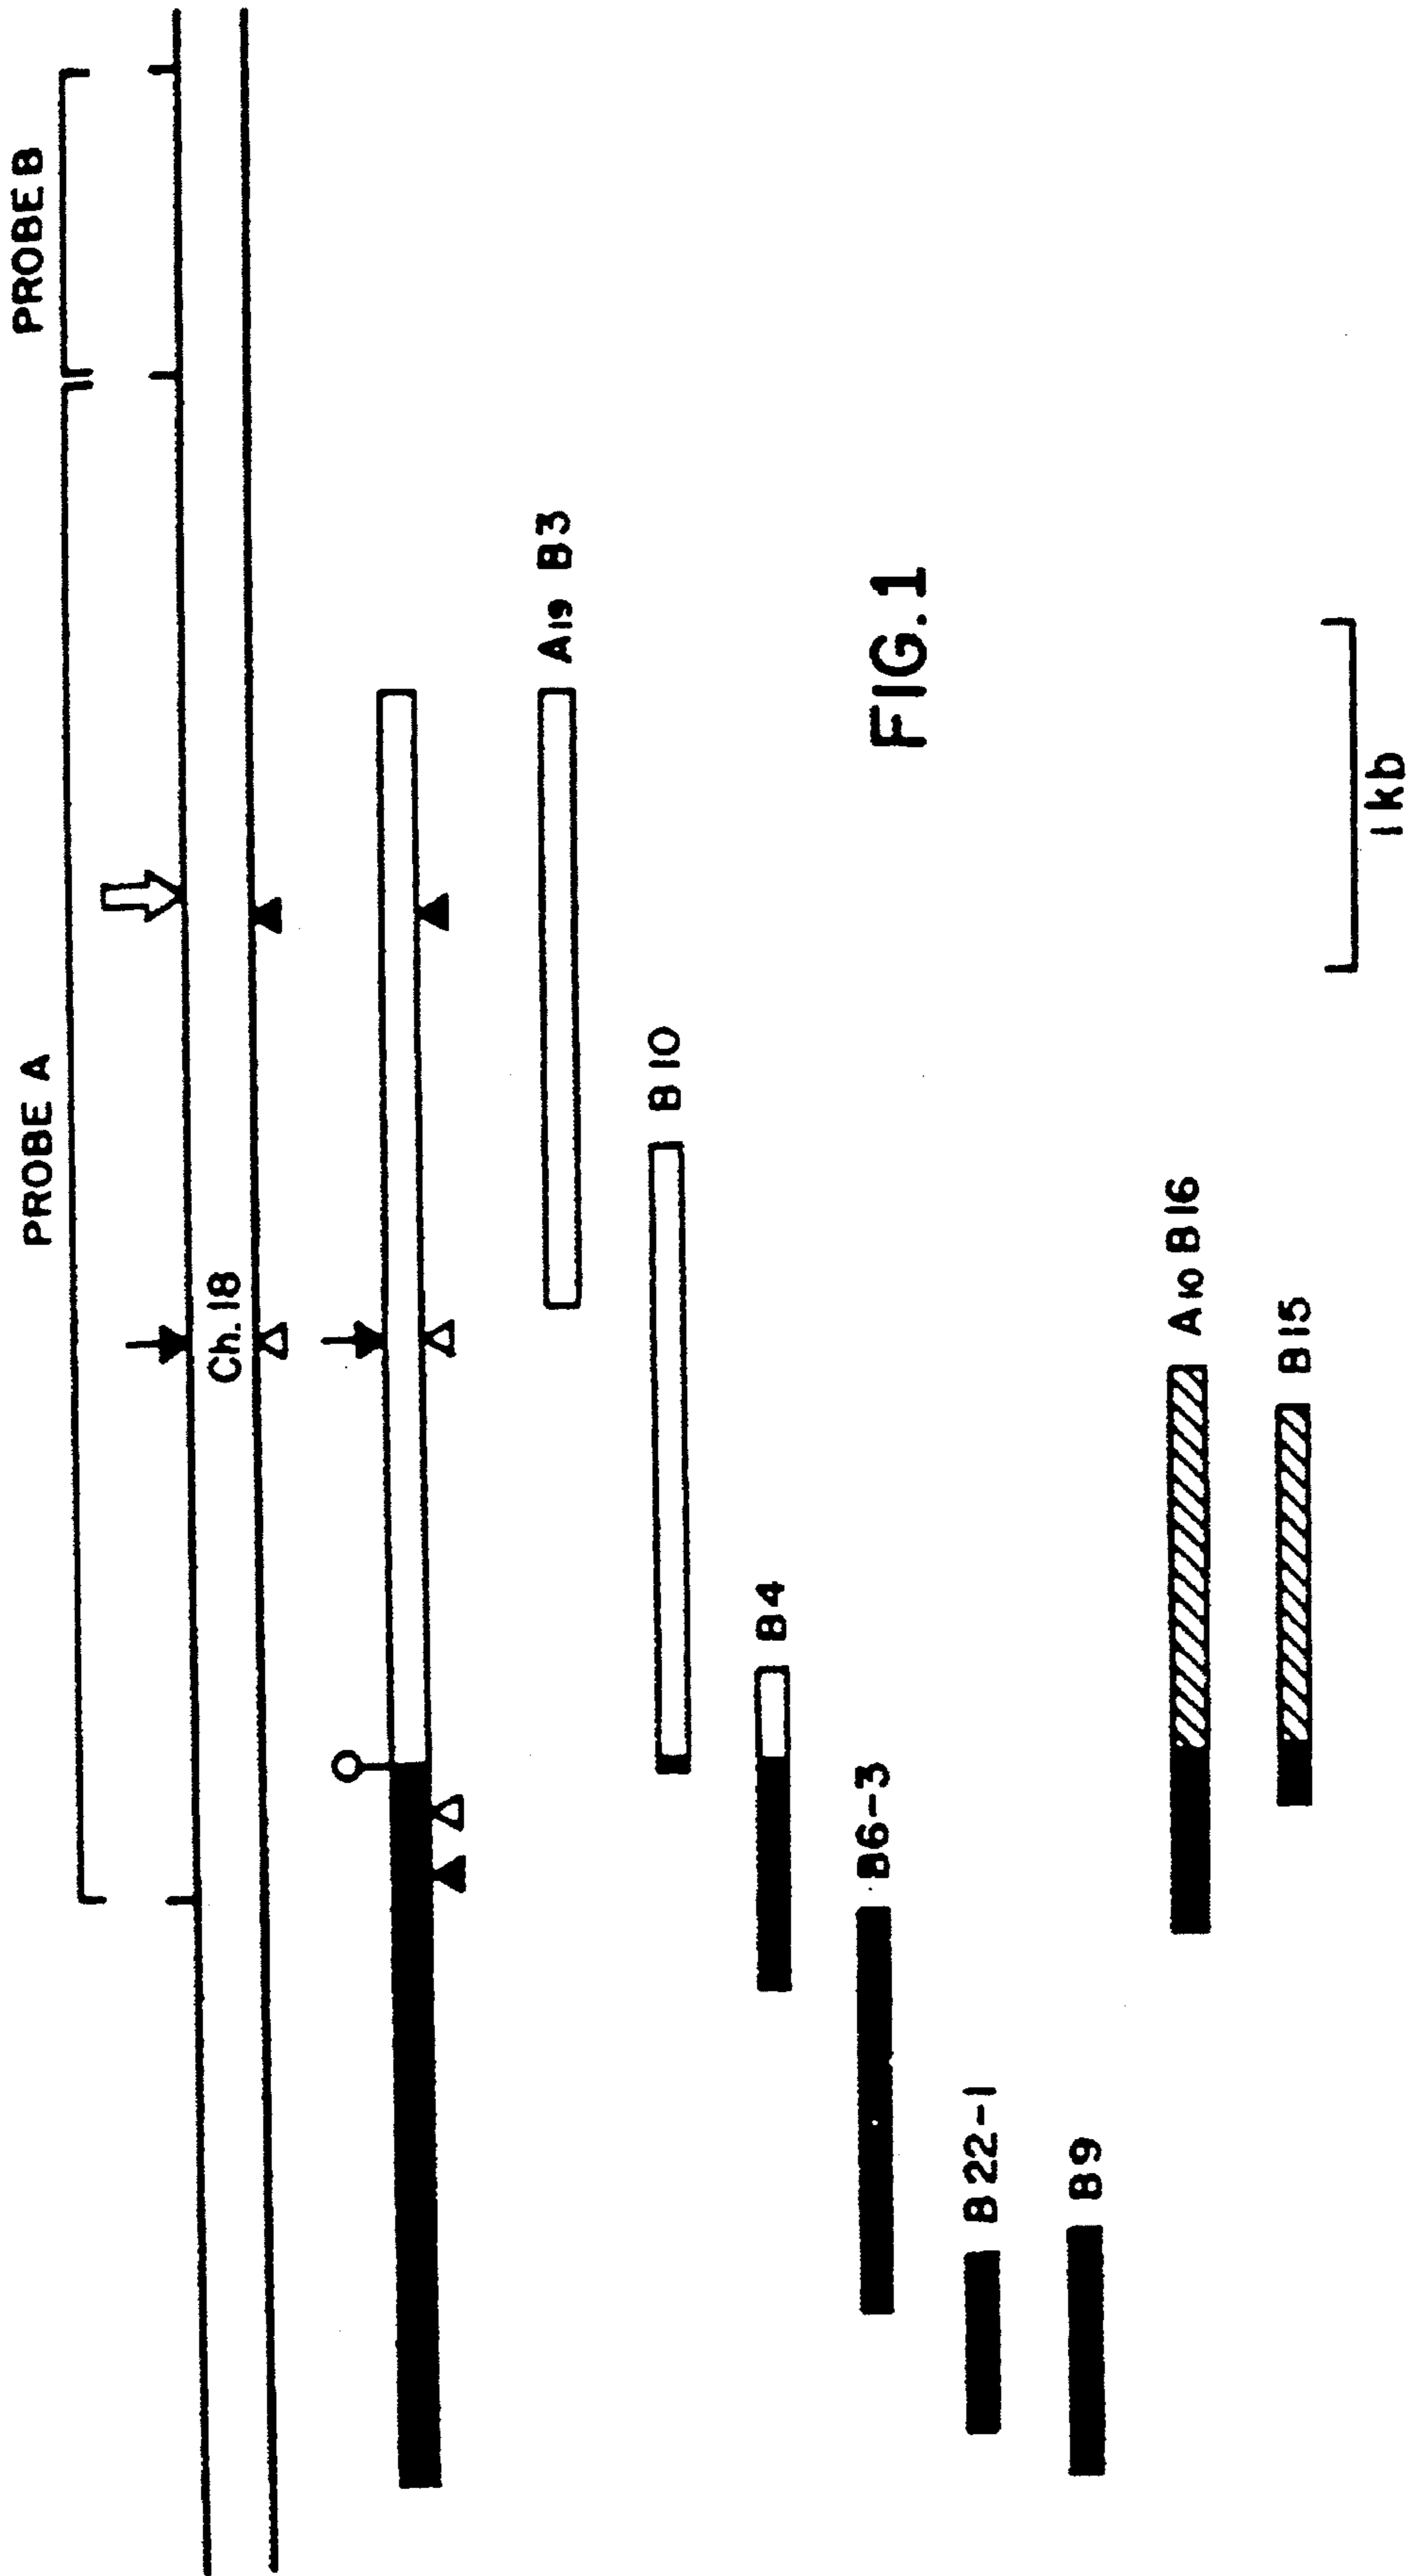 PROBE A
PROBE B
Ch. 18
A19 B3
B10
B4
B6-3
B22-1
B9
A10 B16
B15
FIG. 1
1 kb